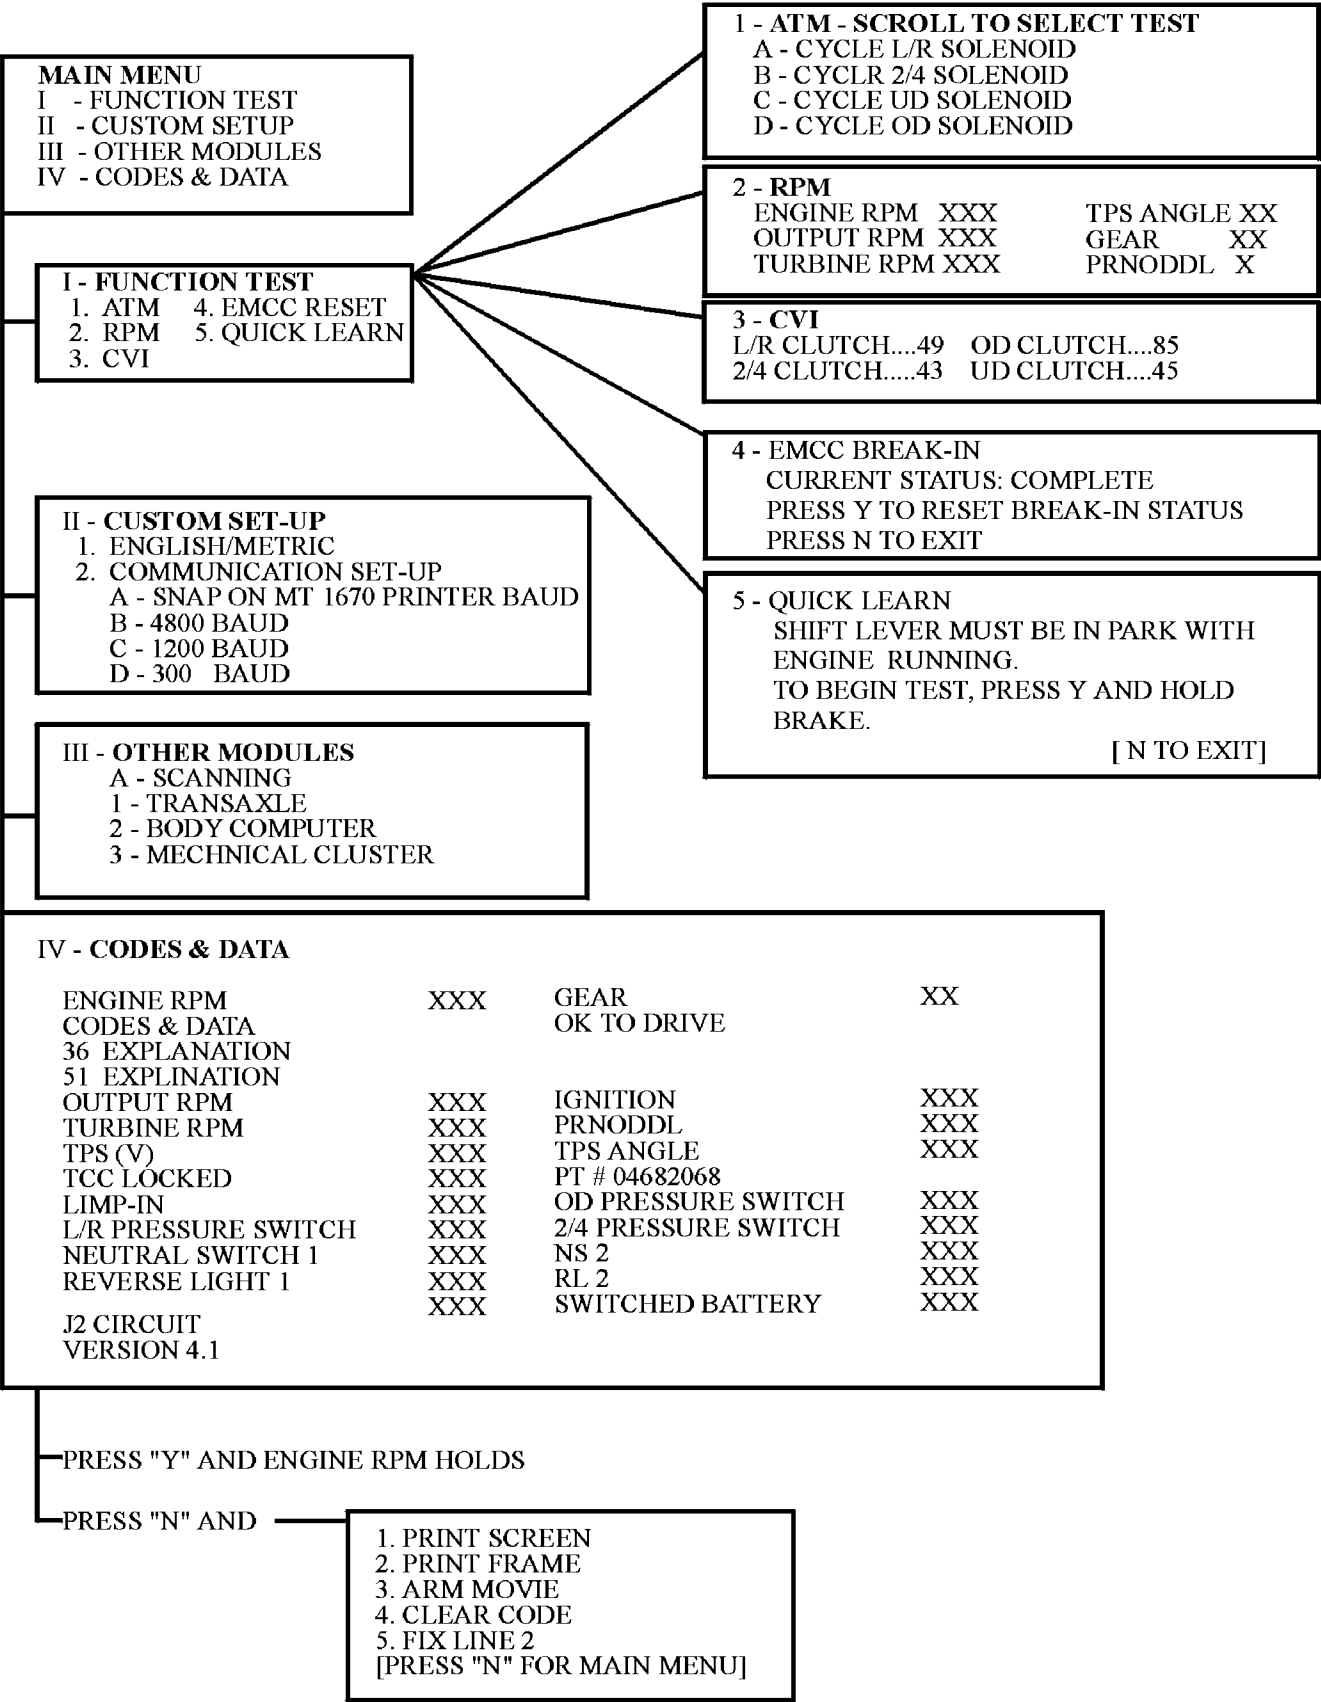 MAIN MENU
I - FUNCTION TEST
II - CUSTOM SETUP
III - OTHER MODULES
IV - CODES & DATA
I - FUNCTION TEST
1. ATM 4. EMCC RESET
2. RPM 5. QUICK LEARN
3. CVI
1 - ATM - SCROLL TO SELECT TEST
A - CYCLE L/R SOLENOID
B - CYCLR 2/4 SOLENOID
C - CYCLE UD SOLENOID
D - CYCLE OD SOLENOID
2 - RPM
ENGINE RPM XXX TPS ANGLE XX
OUTPUT RPM XXX GEAR XX
TURBINE RPM XXX PRNODDL X
3 - CVI
L/R CLUTCH....49 OD CLUTCH....85
2/4 CLUTCH.....43 UD CLUTCH....45
4 - EMCC BREAK-IN
CURRENT STATUS: COMPLETE
PRESS Y TO RESET BREAK-IN STATUS
PRESS N TO EXIT
5 - QUICK LEARN
SHIFT LEVER MUST BE IN PARK WITH
ENGINE RUNNING.
TO BEGIN TEST, PRESS Y AND HOLD
BRAKE.
[ N TO EXIT]
II - CUSTOM SET-UP
1. ENGLISH/METRIC
2. COMMUNICATION SET-UP
A - SNAP ON MT 1670 PRINTER BAUD
B - 4800 BAUD
C - 1200 BAUD
D - 300 BAUD
III - OTHER MODULES
A - SCANNING
1 - TRANSAXLE
2 - BODY COMPUTER
3 - MECHNICAL CLUSTER
IV - CODES & DATA
ENGINE RPM XXX GEAR XX
CODES & DATA OK TO DRIVE
36 EXPLANATION
51 EXPLINATION
OUTPUT RPM XXX IGNITION XXX
TURBINE RPM XXX PRNODDL XXX
TPS (V) XXX TPS ANGLE XXX
TCC LOCKED XXX PT # 04682068
LIMP-IN XXX OD PRESSURE SWITCH XXX
L/R PRESSURE SWITCH XXX 2/4 PRESSURE SWITCH XXX
NEUTRAL SWITCH 1 XXX NS 2 XXX
REVERSE LIGHT 1 XXX RL 2 XXX
XXX SWITCHED BATTERY XXX
J2 CIRCUIT
VERSION 4.1
PRESS "Y" AND ENGINE RPM HOLDS
PRESS "N" AND
1. PRINT SCREEN
2. PRINT FRAME
3. ARM MOVIE
4. CLEAR CODE
5. FIX LINE 2
[PRESS "N" FOR MAIN MENU]